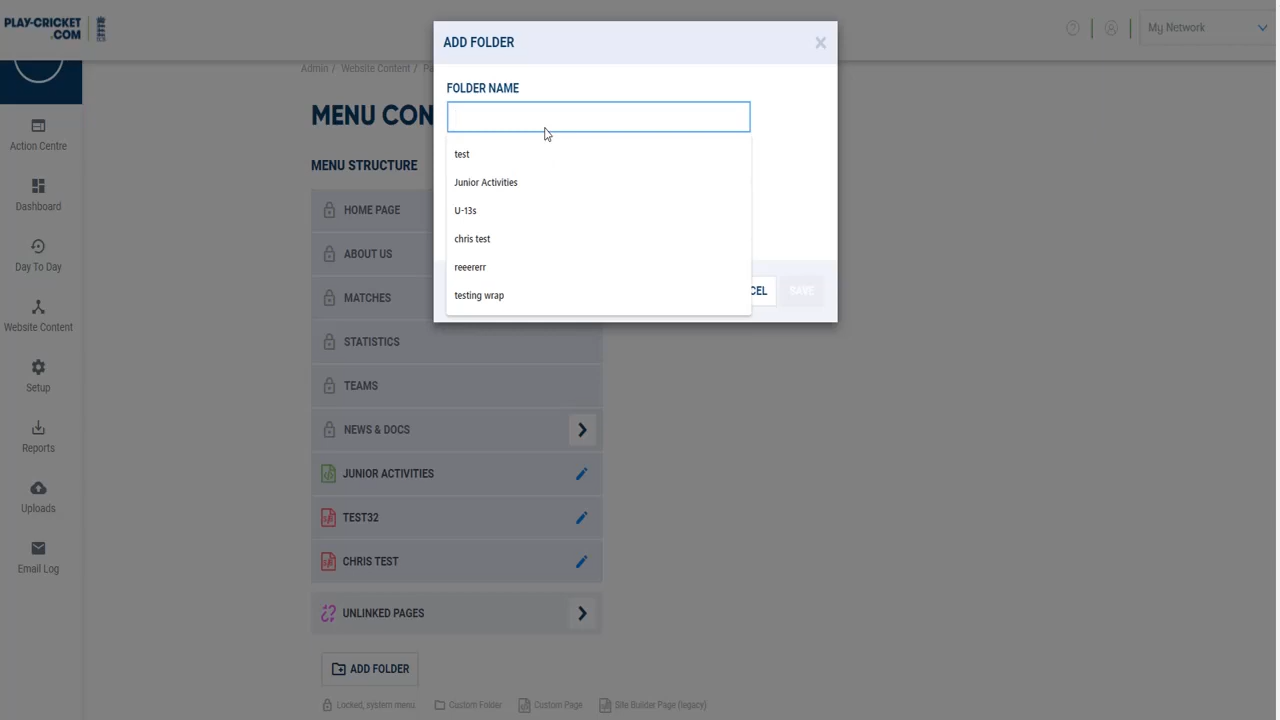 PLAY-CRICKET
.COM
My Network
ADD FOLDER
Admin / Website Content /
FOLDER NAME
MENU CON
test
Junior Activities
U-13s
chris test
reeererr
testing wrap
CEL
SAVE
MENU STRUCTURE
HOME PAGE
ABOUT US
MATCHES
STATISTICS
TEAMS
NEWS & DOCS
JUNIOR ACTIVITIES
TEST32
CHRIS TEST
UNLINKED PAGES
ADD FOLDER
Locked, system menu.
Custom Folder
Custom Page
Site Builder Page (legacy)
Action Centre
Dashboard
Day To Day
Website Content
Setup
Reports
Uploads
Email Log